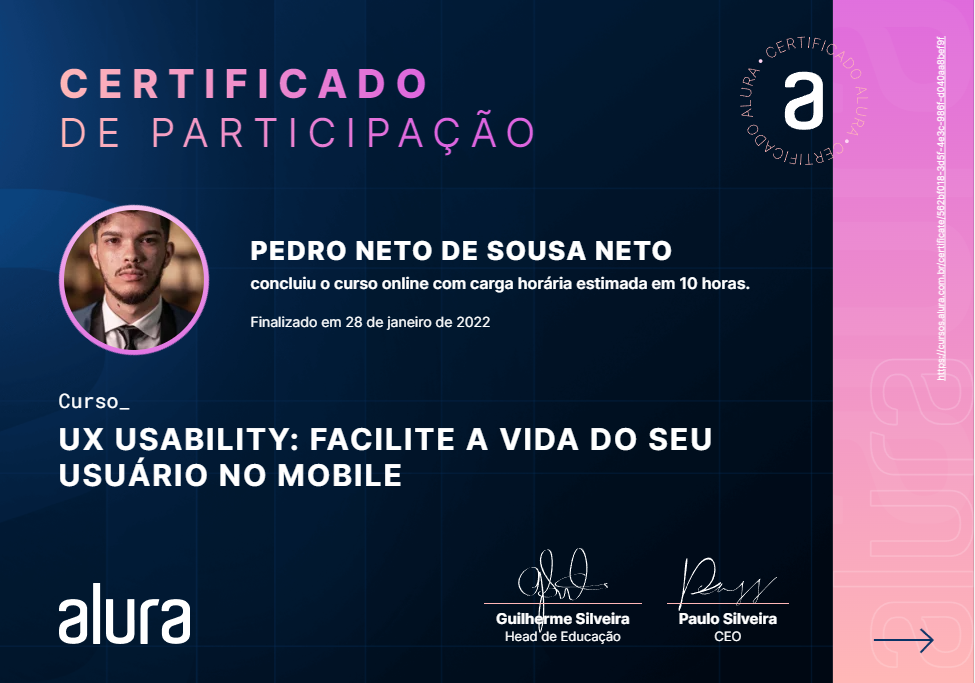 CERTIFICADO
DE PARTICIPAÇÃO
CERTIFICADO ALURA • CERTIFICADO ALURA •
a
PEDRO NETO DE SOUSA NETO
concluiu o curso online com carga horária estimada em 10 horas.
Finalizado em 28 de janeiro de 2022
Curso_
UX USABILITY: FACILITE A VIDA DO SEU
USUÁRIO NO MOBILE
alura
Guilherme Silveira
Head de Educação
Paulo Silveira
CEO
alura